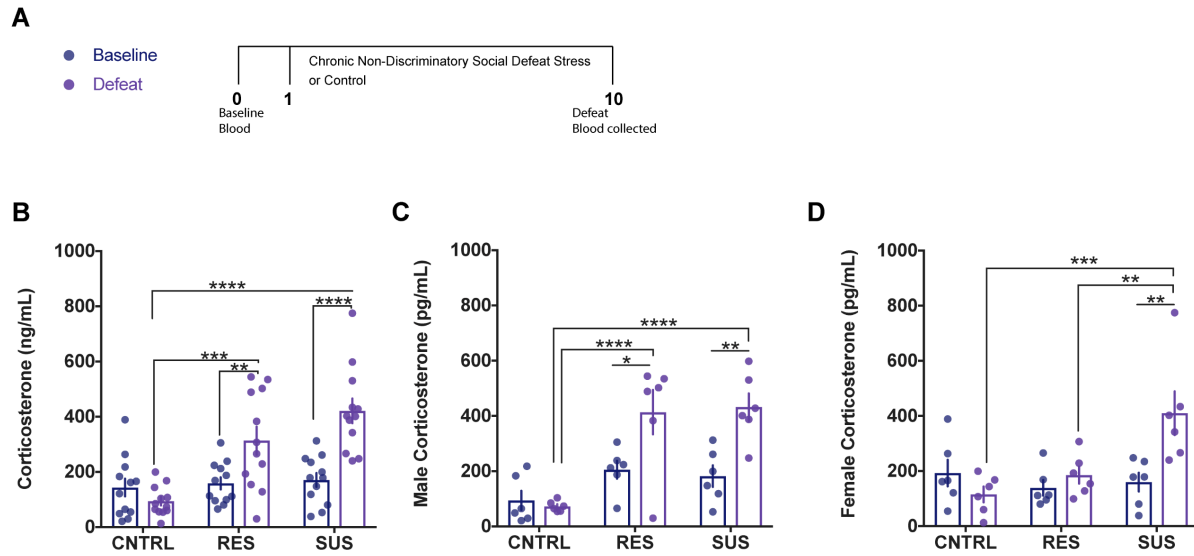 A
Baseline
Defeat
Chronic Non-Discriminatory Social Defeat Stress
or Control
0
1
10
Baseline
Blood
Defeat
Blood collected
B
Corticosterone (ng/mL)
1000
800
600
400
200
0
****
****
***
**
CNTRL
RES
SUS
C
Male Corticosterone (pg/mL)
1000
800
600
400
200
0
****
****
**
*
CNTRL
RES
SUS
D
Female Corticosterone (pg/mL)
1000
800
600
400
200
0
***
**
**
CNTRL
RES
SUS